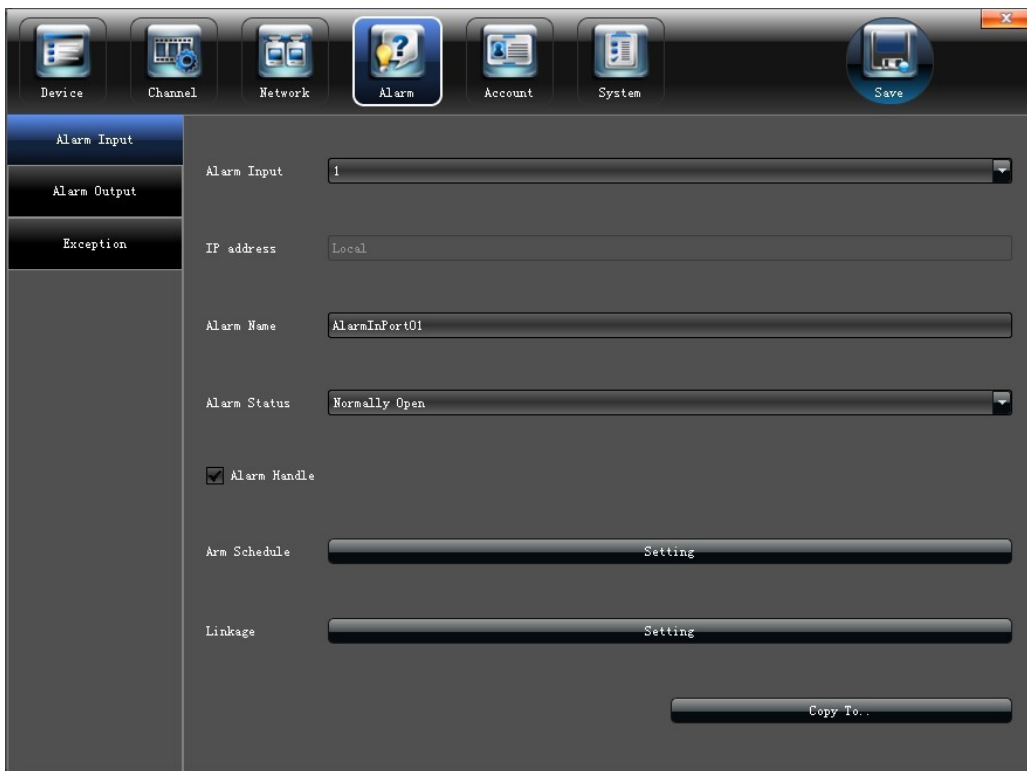 Device
Channel
Network
Alarm
Account
System
Save
Alarm Input
Alarm Output
Exception
Alarm Input 1
IP address Local
Alarm Name AlarmInPort01
Alarm Status Normally Open
Alarm Handle
Arm Schedule Setting
Linkage Setting
Copy To..